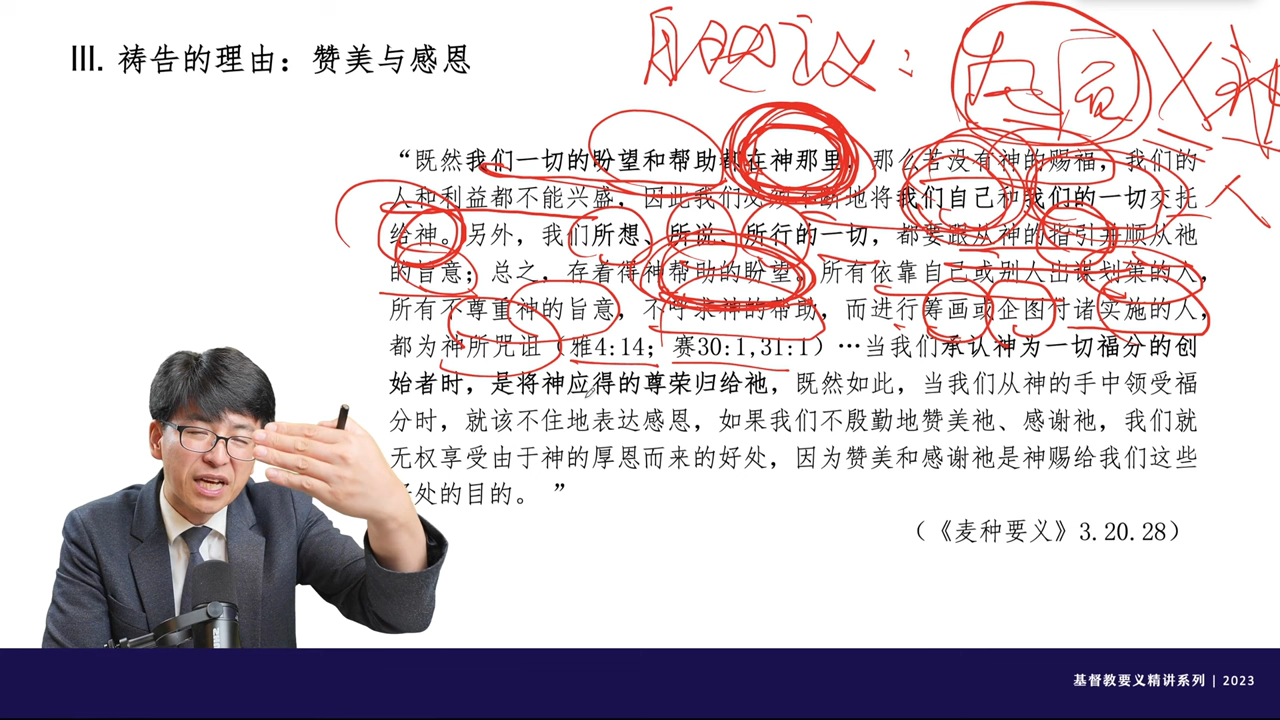 III. 祷告的理由：赞美与感恩
“既然我们一切的盼望和帮助都在神那里，那么若没有神的赐福，我们的
人和利益都不能兴盛，因此我们必须不断地将我们自己和我们的一切交托
给神。另外，我们所想、所说、所行的一切，都要跟从神的指引并顺从祂
的旨意；总之，存着得神帮助的盼望。所有依靠自己或别人出谋划策的人，
所有不尊重神的旨意，不呼求神的帮助，而进行筹画或企图付诸实施的人，
都为神所咒诅（雅4:14；赛30:1,31:1）…当我们承认神为一切福分的创
始者时，是将神应得的尊荣归给祂，既然如此，当我们从神的手中领受福
分时，就该不住地表达感恩，如果我们不殷勤地赞美祂、感谢祂，我们就
无权享受由于神的厚恩而来的好处，因为赞美和感谢祂是神赐给我们这些
处的目的。 ”
（《麦种要义》3.20.28）
基督教要义精讲系列 | 2023